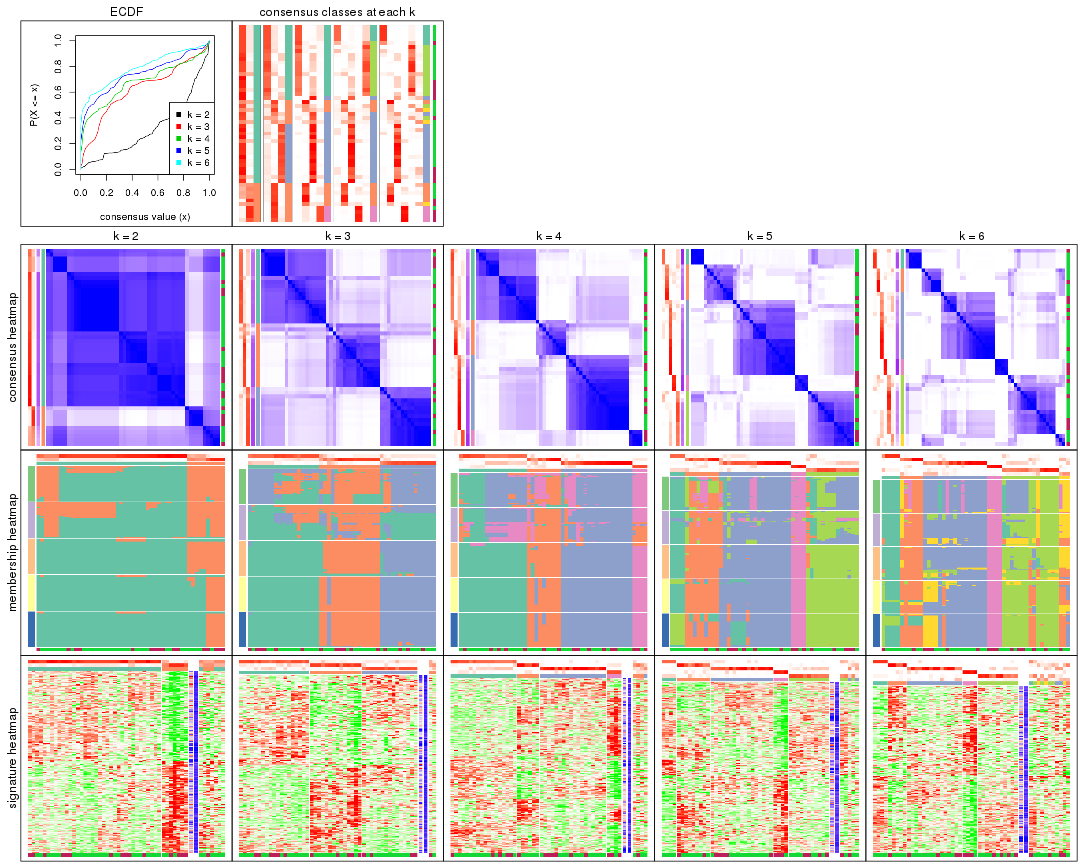 ECDF
consensus classes at each k
P(X <= x)
0.0 0.2 0.4 0.6 0.8 1.0
k = 2
k = 3
k = 4
k = 5
k = 6
0.0 0.2 0.4 0.6 0.8 1.0
consensus value (x)
k = 2
k = 3
k = 4
k = 5
k = 6
consensus heatmap
membership heatmap
signature heatmap